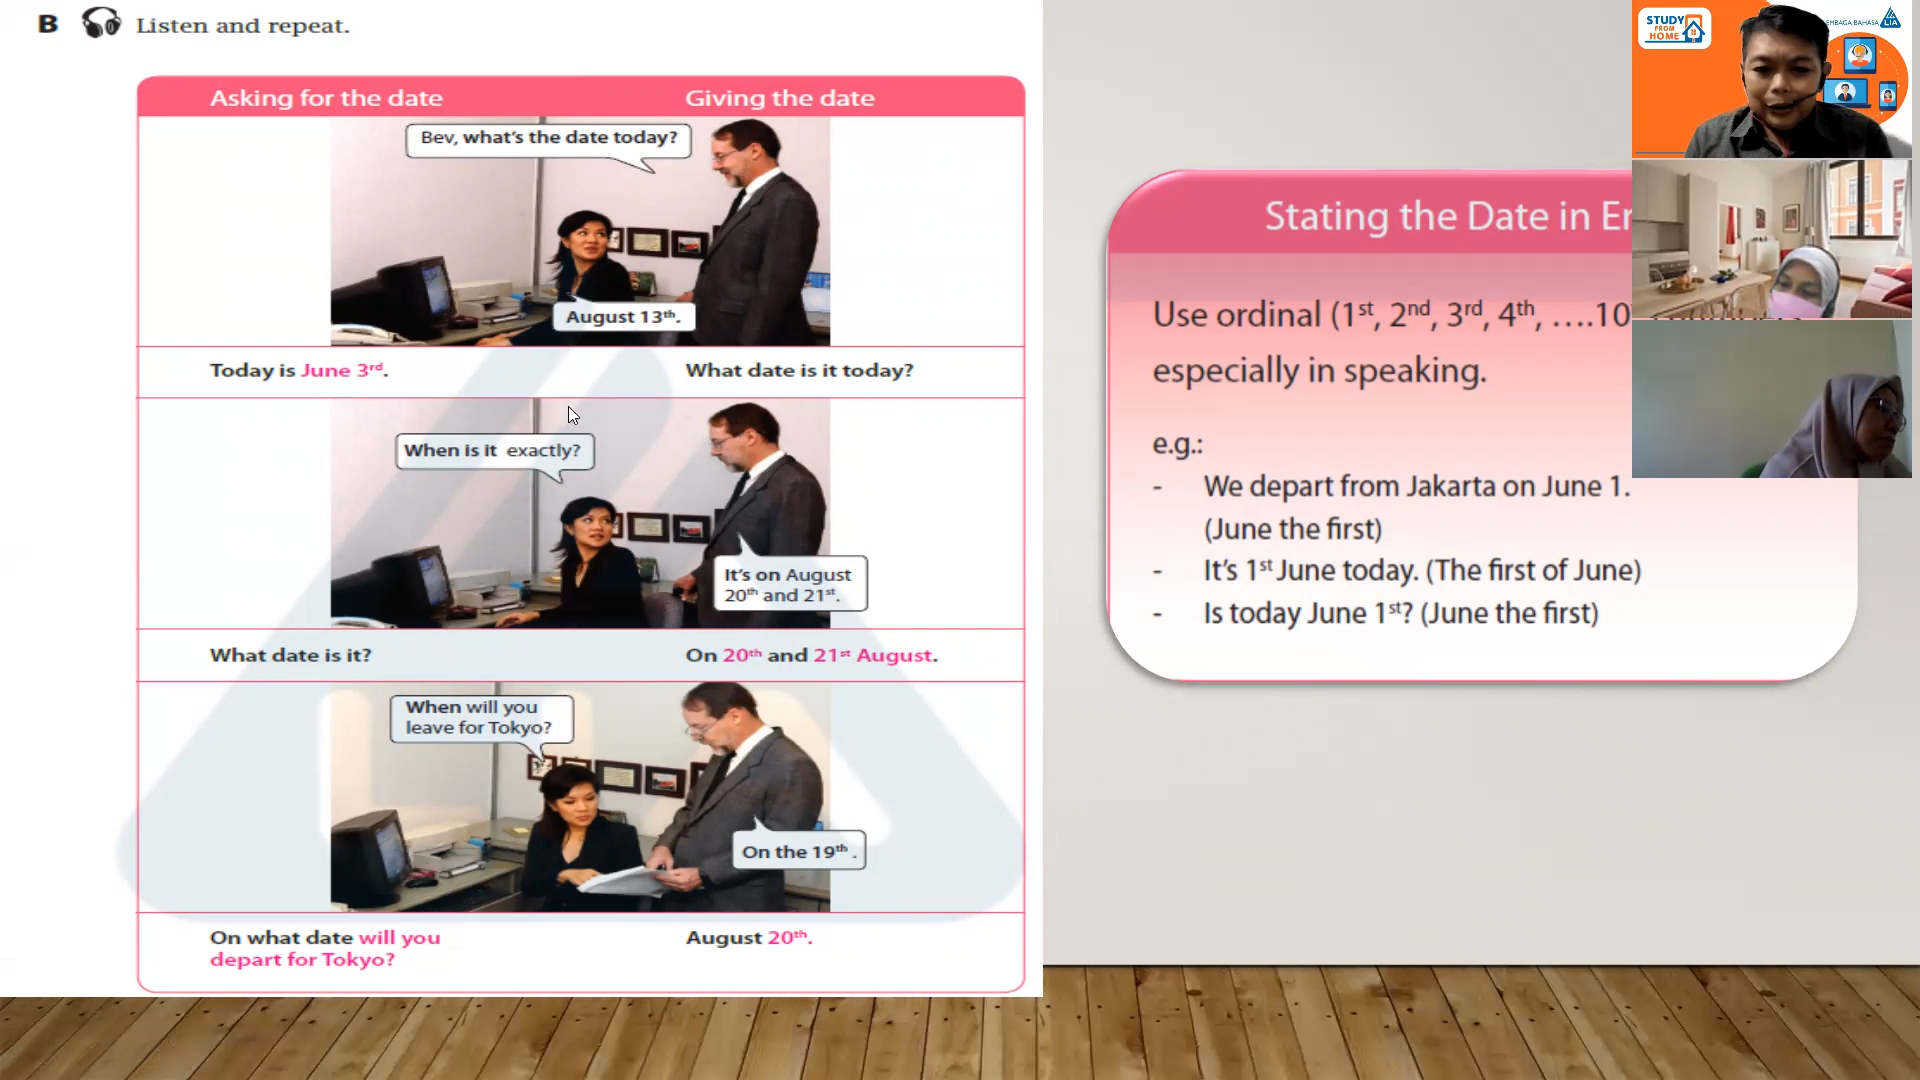 B Listen and repeat.
Asking for the date Giving the date
Bev, what's the date today?
August 13th.
Today is June 3rd. What date is it today?
When is it exactly?
It's on August
20th and 21st.
What date is it? On 20th and 21st August.
When will you
leave for Tokyo?
On the 19th.
On what date will you August 20th.
depart for Tokyo?
Stating the Date in
Use ordinal (1st, 2nd, 3rd, 4th, ….10
especially in speaking.
e.g.:
- We depart from Jakarta on June 1.
(June the first)
- It's 1st June today. (The first of June)
- Is today June 1st? (June the first)
STUDY
FROM
HOME
EMBAGA BAHASA
LIA